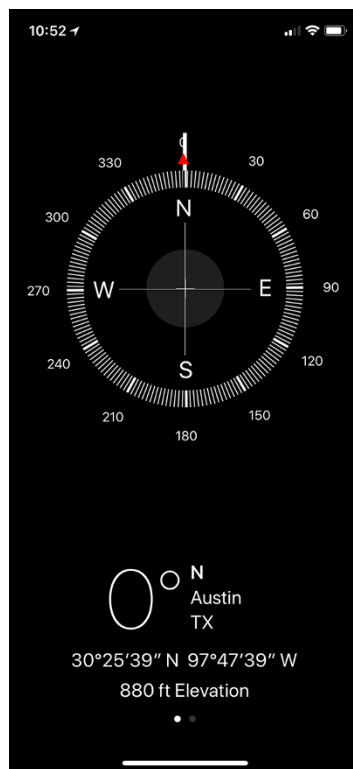 10:52
0
330 30
300 N 60
270 W E 90
240 S 120
210 150
180
0° N
Austin
TX
30°25′39″ N 97°47′39″ W
880 ft Elevation